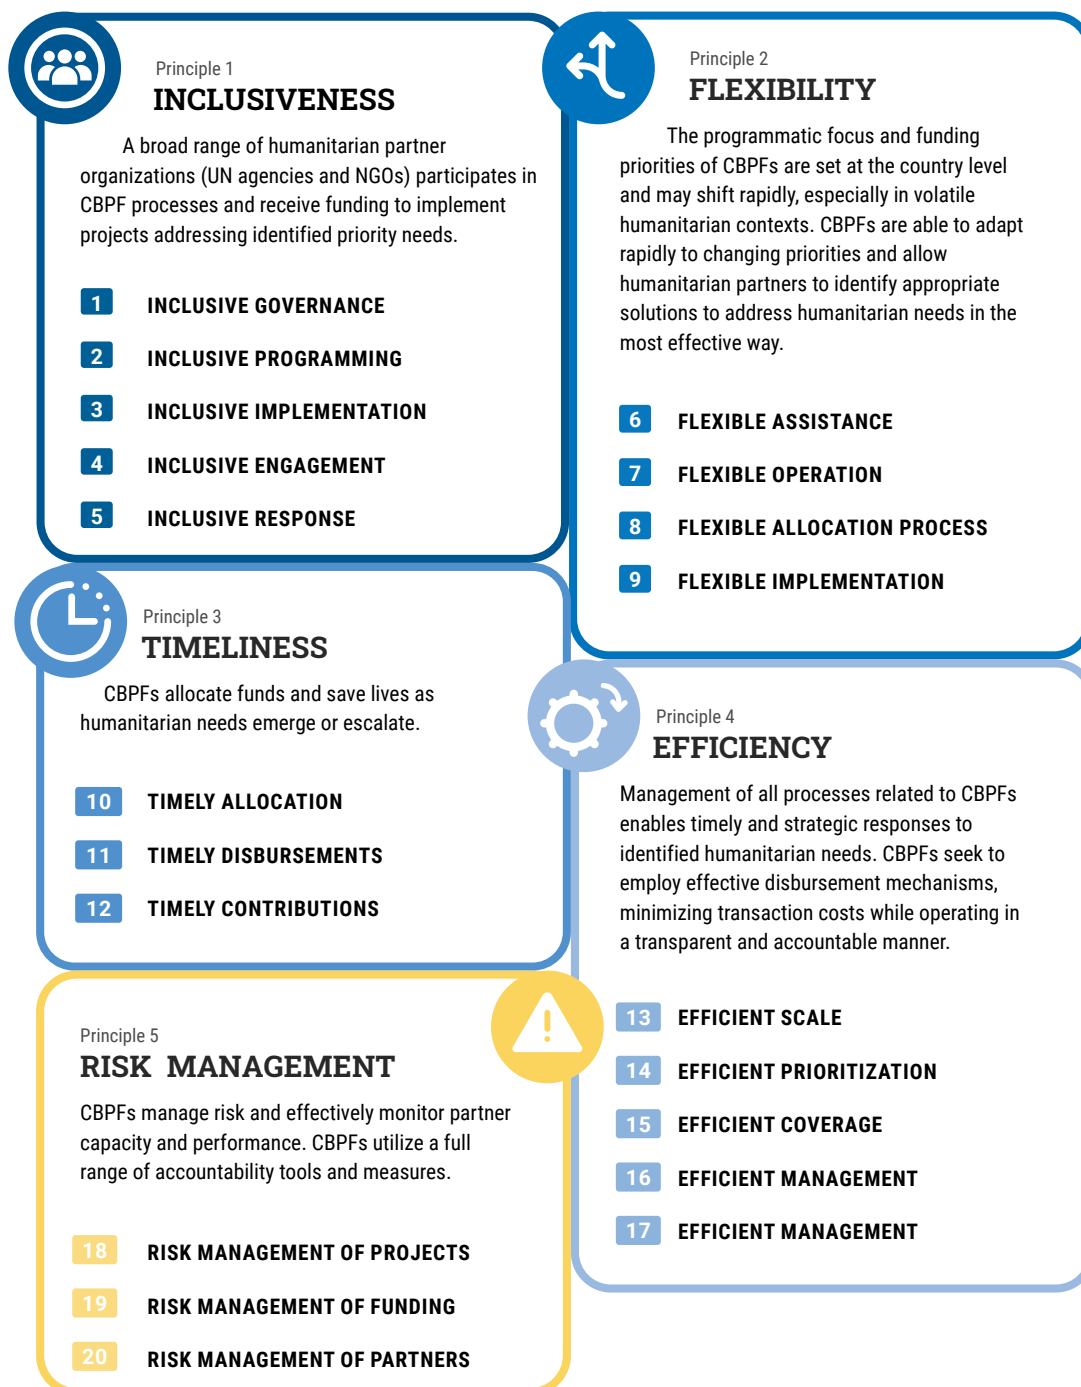 Principle 1
INCLUSIVENESS
A broad range of humanitarian partner
organizations (UN agencies and NGOs) participates in
CBPF processes and receive funding to implement
projects addressing identified priority needs.
1 INCLUSIVE GOVERNANCE
2 INCLUSIVE PROGRAMMING
3 INCLUSIVE IMPLEMENTATION
4 INCLUSIVE ENGAGEMENT
5 INCLUSIVE RESPONSE
Principle 2
FLEXIBILITY
The programmatic focus and funding
priorities of CBPFs are set at the country level
and may shift rapidly, especially in volatile
humanitarian contexts. CBPFs are able to adapt
rapidly to changing priorities and allow
humanitarian partners to identify appropriate
solutions to address humanitarian needs in the
most effective way.
6 FLEXIBLE ASSISTANCE
7 FLEXIBLE OPERATION
8 FLEXIBLE ALLOCATION PROCESS
9 FLEXIBLE IMPLEMENTATION
Principle 3
TIMELINESS
CBPFs allocate funds and save lives as
humanitarian needs emerge or escalate.
10 TIMELY ALLOCATION
11 TIMELY DISBURSEMENTS
12 TIMELY CONTRIBUTIONS
Principle 4
EFFICIENCY
Management of all processes related to CBPFs
enables timely and strategic responses to
identified humanitarian needs. CBPFs seek to
employ effective disbursement mechanisms,
minimizing transaction costs while operating in
a transparent and accountable manner.
13 EFFICIENT SCALE
14 EFFICIENT PRIORITIZATION
15 EFFICIENT COVERAGE
16 EFFICIENT MANAGEMENT
17 EFFICIENT MANAGEMENT
Principle 5
RISK MANAGEMENT
CBPFs manage risk and effectively monitor partner
capacity and performance. CBPFs utilize a full
range of accountability tools and measures.
18 RISK MANAGEMENT OF PROJECTS
19 RISK MANAGEMENT OF FUNDING
20 RISK MANAGEMENT OF PARTNERS